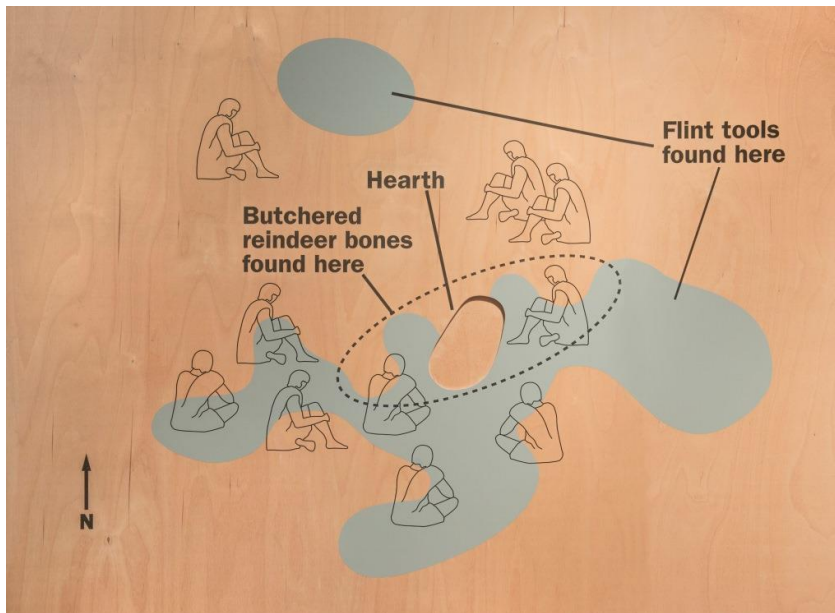 Flint tools
found here
Hearth
Butchered
reindeer bones
found here
N